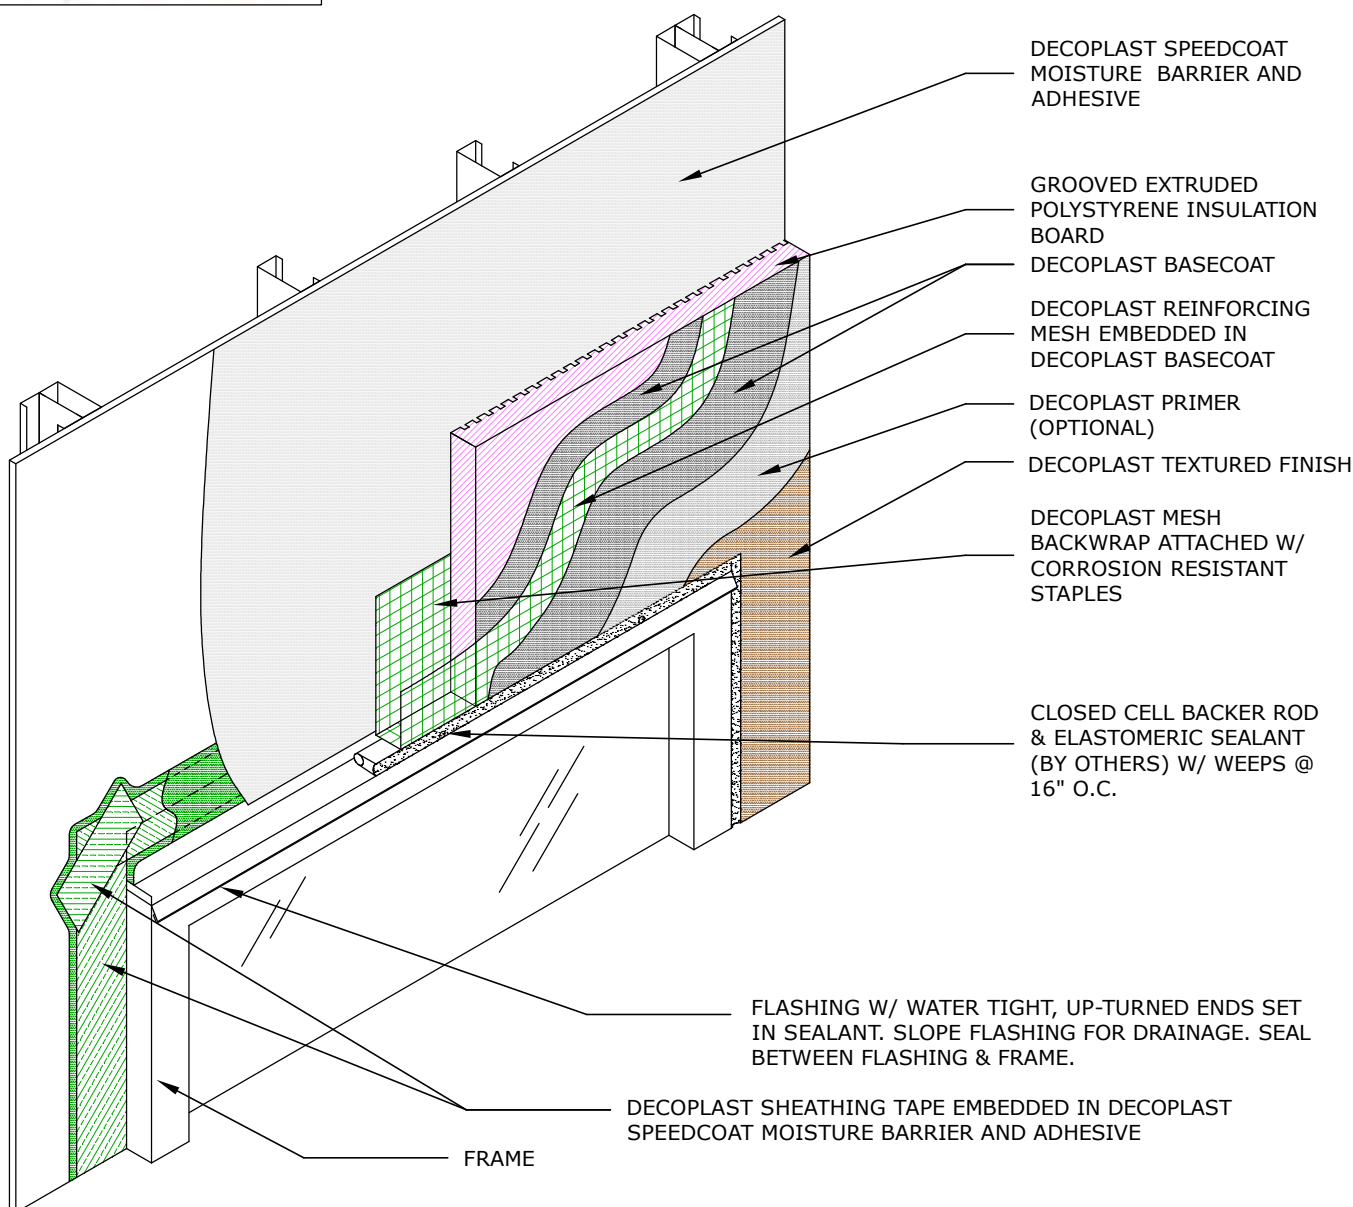 DECOPLAST SPEEDCOAT
MOISTURE BARRIER AND
ADHESIVE
GROOVED EXTRUDED
POLYSTYRENE INSULATION
BOARD
DECOPLAST BASECOAT
DECOPLAST REINFORCING
MESH EMBEDDED IN
DECOPLAST BASECOAT
DECOPLAST PRIMER
(OPTIONAL)
DECOPLAST TEXTURED FINISH
DECOPLAST MESH
BACKWRAP ATTACHED W/
CORROSION RESISTANT
STAPLES
CLOSED CELL BACKER ROD
& ELASTOMERIC SEALANT
(BY OTHERS) W/ WEEPS @
16" O.C.
FLASHING W/ WATER TIGHT, UP-TURNED ENDS SET
IN SEALANT. SLOPE FLASHING FOR DRAINAGE. SEAL
BETWEEN FLASHING & FRAME.
DECOPLAST SHEATHING TAPE EMBEDDED IN DECOPLAST
SPEEDCOAT MOISTURE BARRIER AND ADHESIVE
FRAME